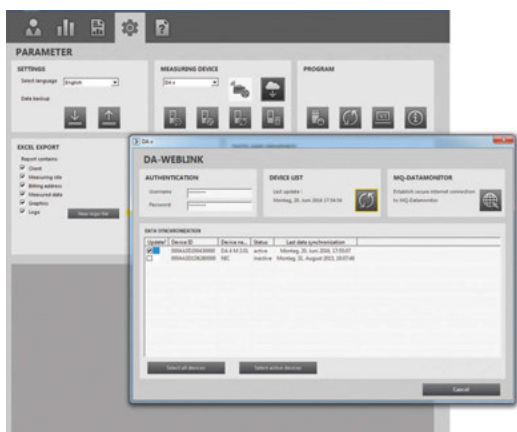 PARAMETER
SETTINGS
Select language English
Data backup
MEASURING DEVICE
DA.x
PROGRAM
EXCEL EXPORT
Report contains:
Client
Measuring site
Billing address
Measured data
Graphics
Logo
New logo file
DA.x
DA-WEBLINK
AUTHENTICATION
Username
Password
DEVICE LIST
Last update :
Montag, 20. Juni 2016 17:54:54
MQ-DATAMONITOR
Establish secure internet connection
to MQ-Datamonitor
DATA SYNCHRONIZATION
Update? Device ID Device na... Status Last data synchronization
active Montag, 20. Juni 2016, 17:55:07
NIC inactive Montag, 31. August 2015, 16:07:48
Select all devices Select active devices
Cancel